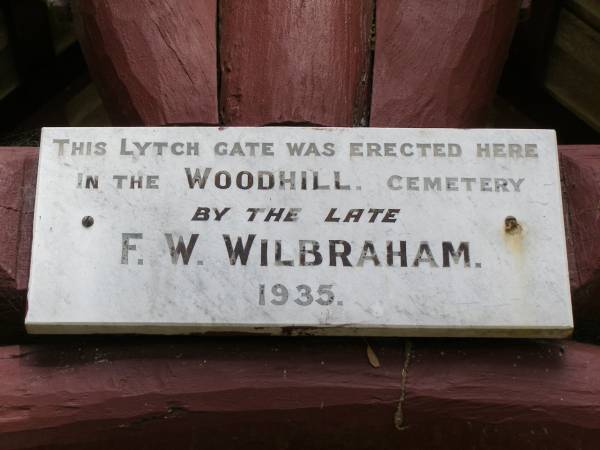 THIS LYTCH GATE WAS ERECTED HERE
IN THE WOODHILL. CEMETERY
BY THE LATE
F. W. WILBRAHAM.
1935.